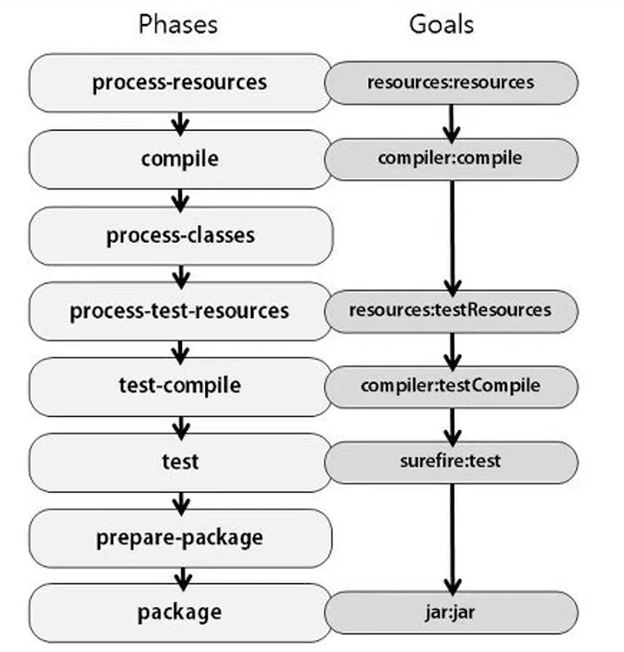 Phases Goals
process-resources resources:resources
compile compiler:compile
process-classes
process-test-resources resources:testResources
test-compile compiler:testCompile
test surefire:test
prepare-package
package jar:jar